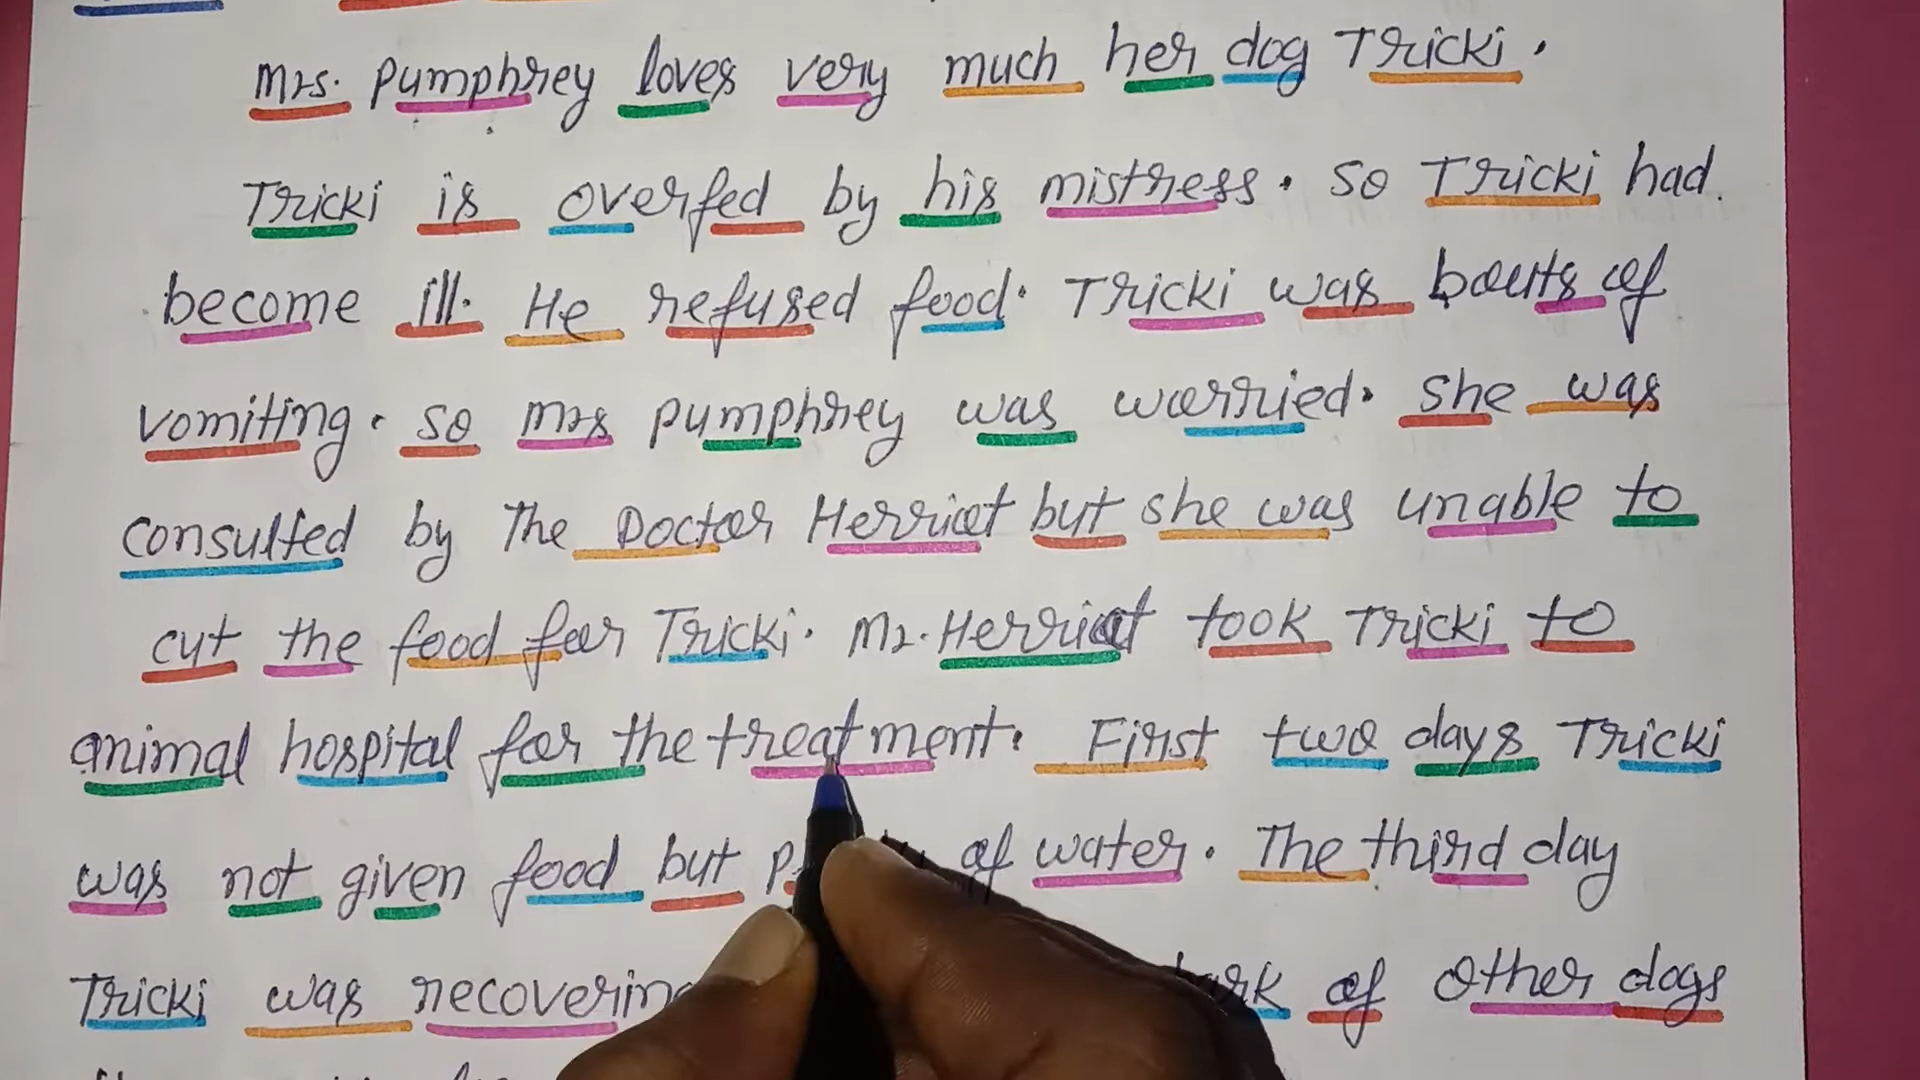 Mrs. Pumphrey loves very much her dog Tricki.
Tricki is overfed by his mistress. So Tricki had
become ill. He refused food. Tricki was bouts of
vomiting. So Mrs Pumphrey was worried. She was
consulted by The Doctor Herriot but she was unable to
cut the food for Tricki. Mr. Herriot took Tricki to
animal hospital for the treatment. First two days Tricki
was not given food but of water. The third day
Tricki was of other dogs